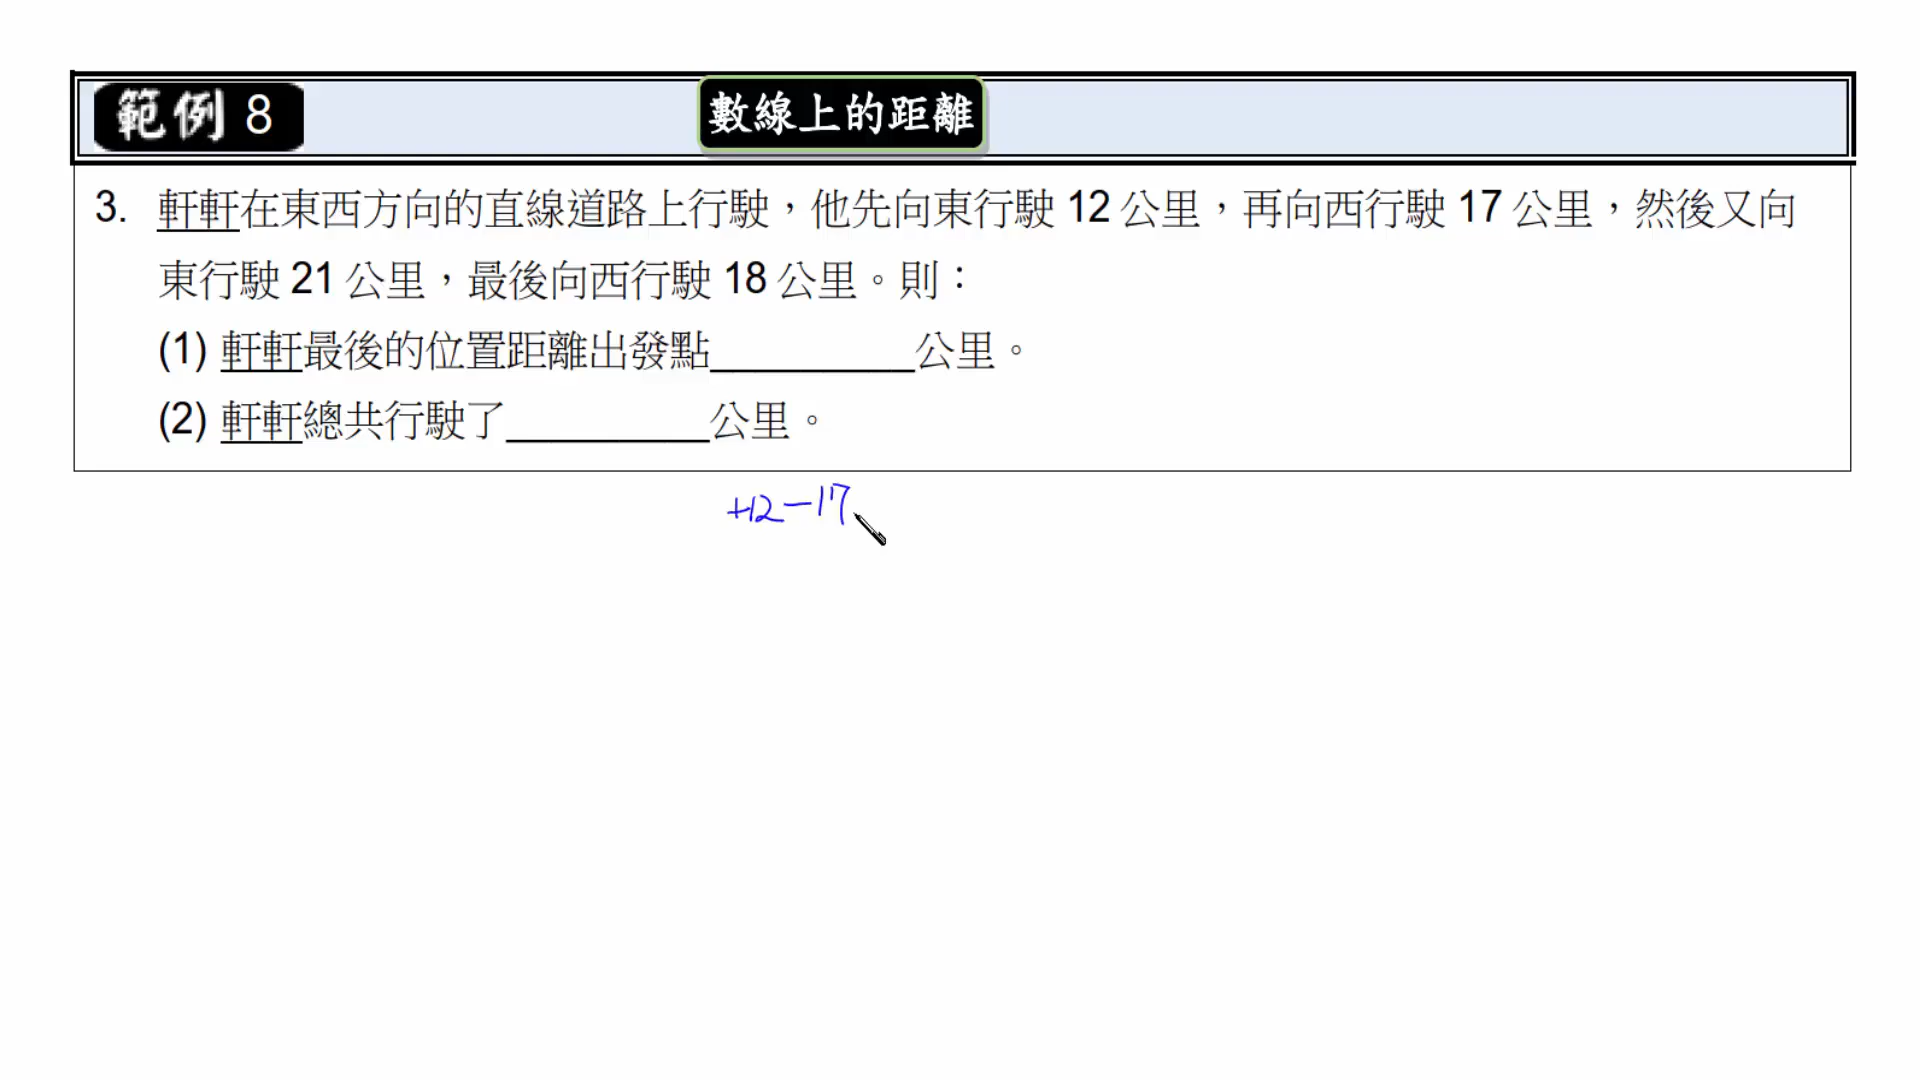 範例 8
數線上的距離
3. 軒軒在東西方向的直線道路上行駛，他先向東行駛 12 公里，再向西行駛 17 公里，然後又向
東行駛 21 公里，最後向西行駛 18 公里。則：
(1) 軒軒最後的位置距離出發點_________公里。
(2) 軒軒總共行駛了_________公里。
+12-17